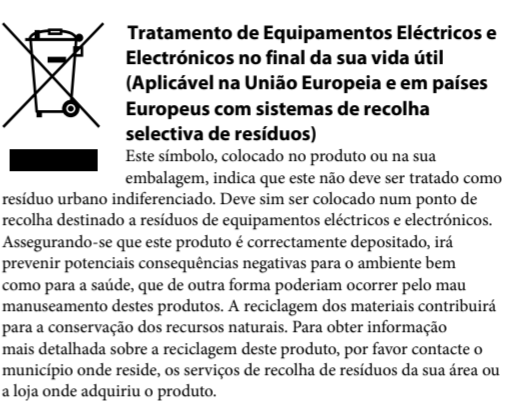 Tratamento de Equipamentos Eléctricos e
Electrónicos no final da sua vida útil
(Aplicável na União Europeia e em países
Europeus com sistemas de recolha
selectiva de resíduos)
Este símbolo, colocado no produto ou na sua
embalagem, indica que este não deve ser tratado como
resíduo urbano indiferenciado. Deve sim ser colocado num ponto de
recolha destinado a resíduos de equipamentos eléctricos e electrónicos.
Assegurando-se que este produto é correctamente depositado, irá
prevenir potenciais consequências negativas para o ambiente bem
como para a saúde, que de outra forma poderiam ocorrer pelo mau
manuseamento destes produtos. A reciclagem dos materiais contribuirá
para a conservação dos recursos naturais. Para obter informação
mais detalhada sobre a reciclagem deste produto, por favor contacte o
município onde reside, os serviços de recolha de resíduos da sua área ou
a loja onde adquiriu o produto.